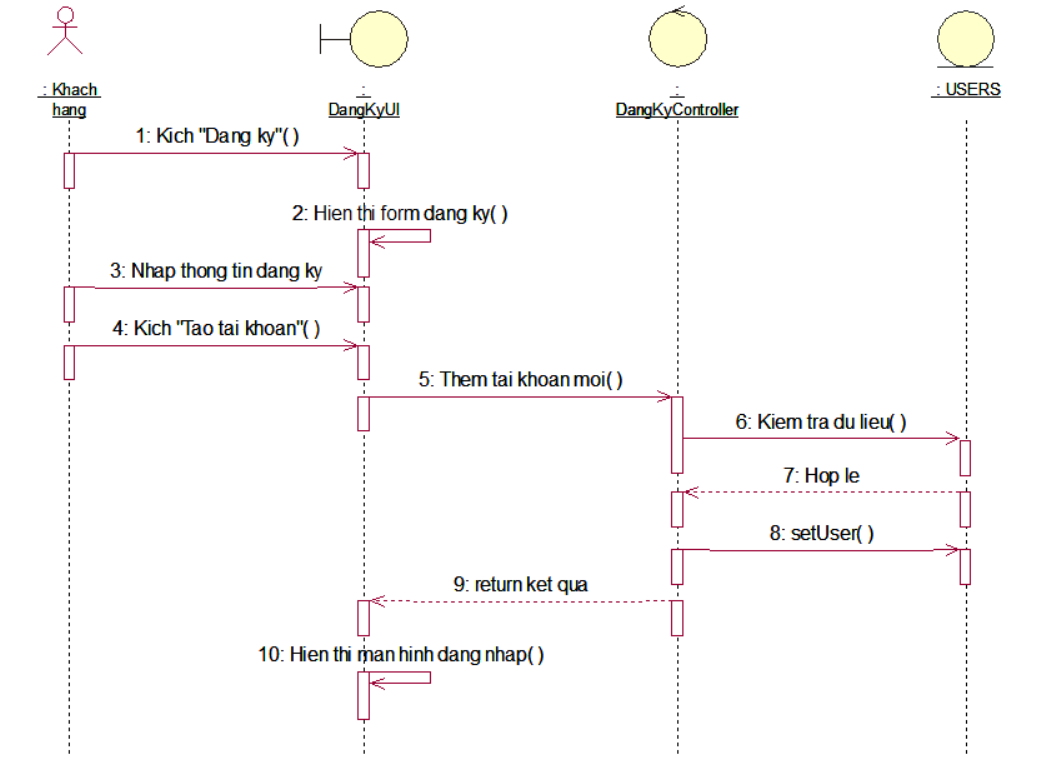 : Khach
hang
:
DangKyUI
:
DangKyController
: USERS
1: Kich "Dang ky"( )
2: Hien thi form dang ky( )
3: Nhap thong tin dang ky
4: Kich "Tao tai khoan"( )
5: Them tai khoan moi( )
6: Kiem tra du lieu( )
7: Hop le
8: setUser( )
9: return ket qua
10: Hien thi man hinh dang nhap( )